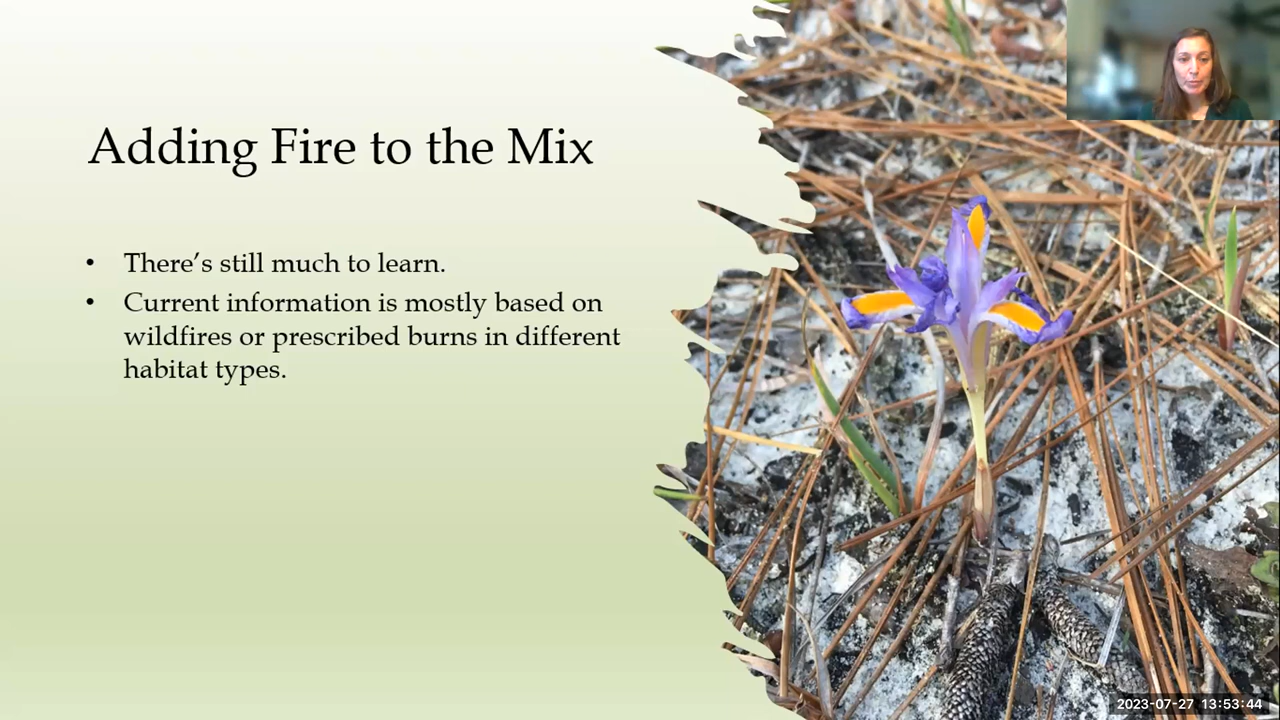 Adding Fire to the Mix
• There’s still much to learn.
• Current information is mostly based on
wildfires or prescribed burns in different
habitat types.
2023-07-27 13:53:44